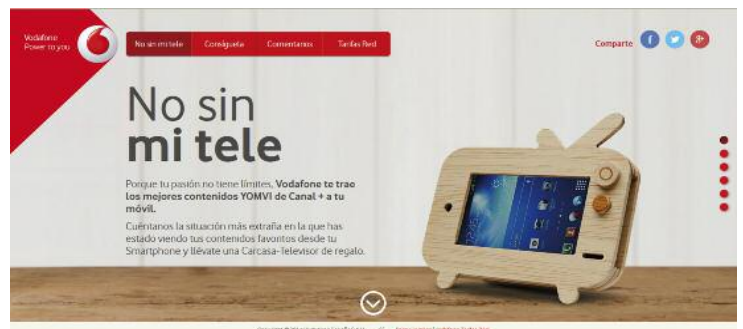 Vodafone
Power to you
No sin mi tele
Consíguela
Comentanos
Tarifas Red
Comparte
No sin
mi tele
Porque tu pasión no tiene límites, Vodafone te trae
los mejores contenidos YOMVI de Canal + a tu
móvil.
Cuéntanos la situación más extraña en la que has
estado viendo tus contenidos favoritos desde tu
Smartphone y llévate una Carcasa-Televisor de regalo.